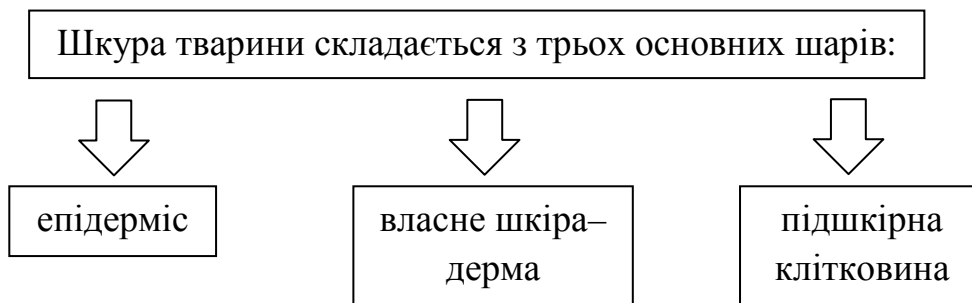 Шкура тварини складається з трьох основних шарів:
епідерміс
власне шкіра–
дерма
підшкірна
клітковина